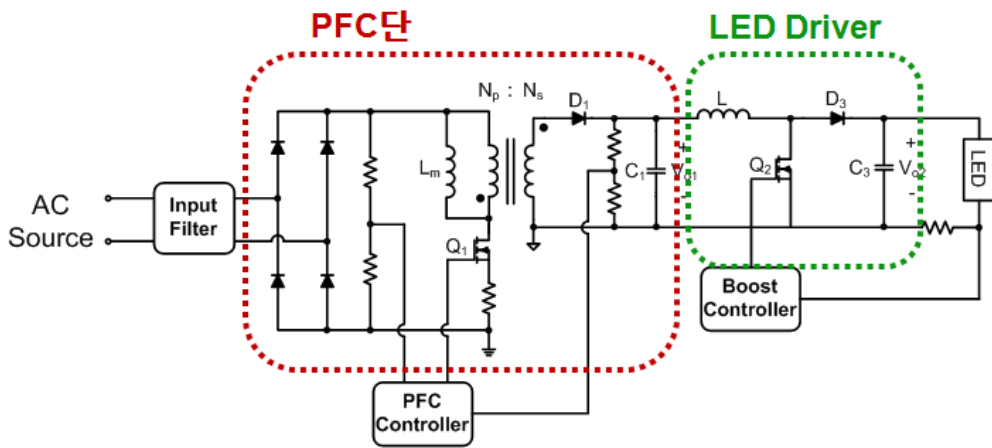 PFC단
LED Driver
Np : Ns
D1
L
D3
Lm
C1
+
Vo1
-
Q2
C3
+
Vo2
-
LED
AC
Source
Input
Filter
Q1
Boost
Controller
PFC
Controller